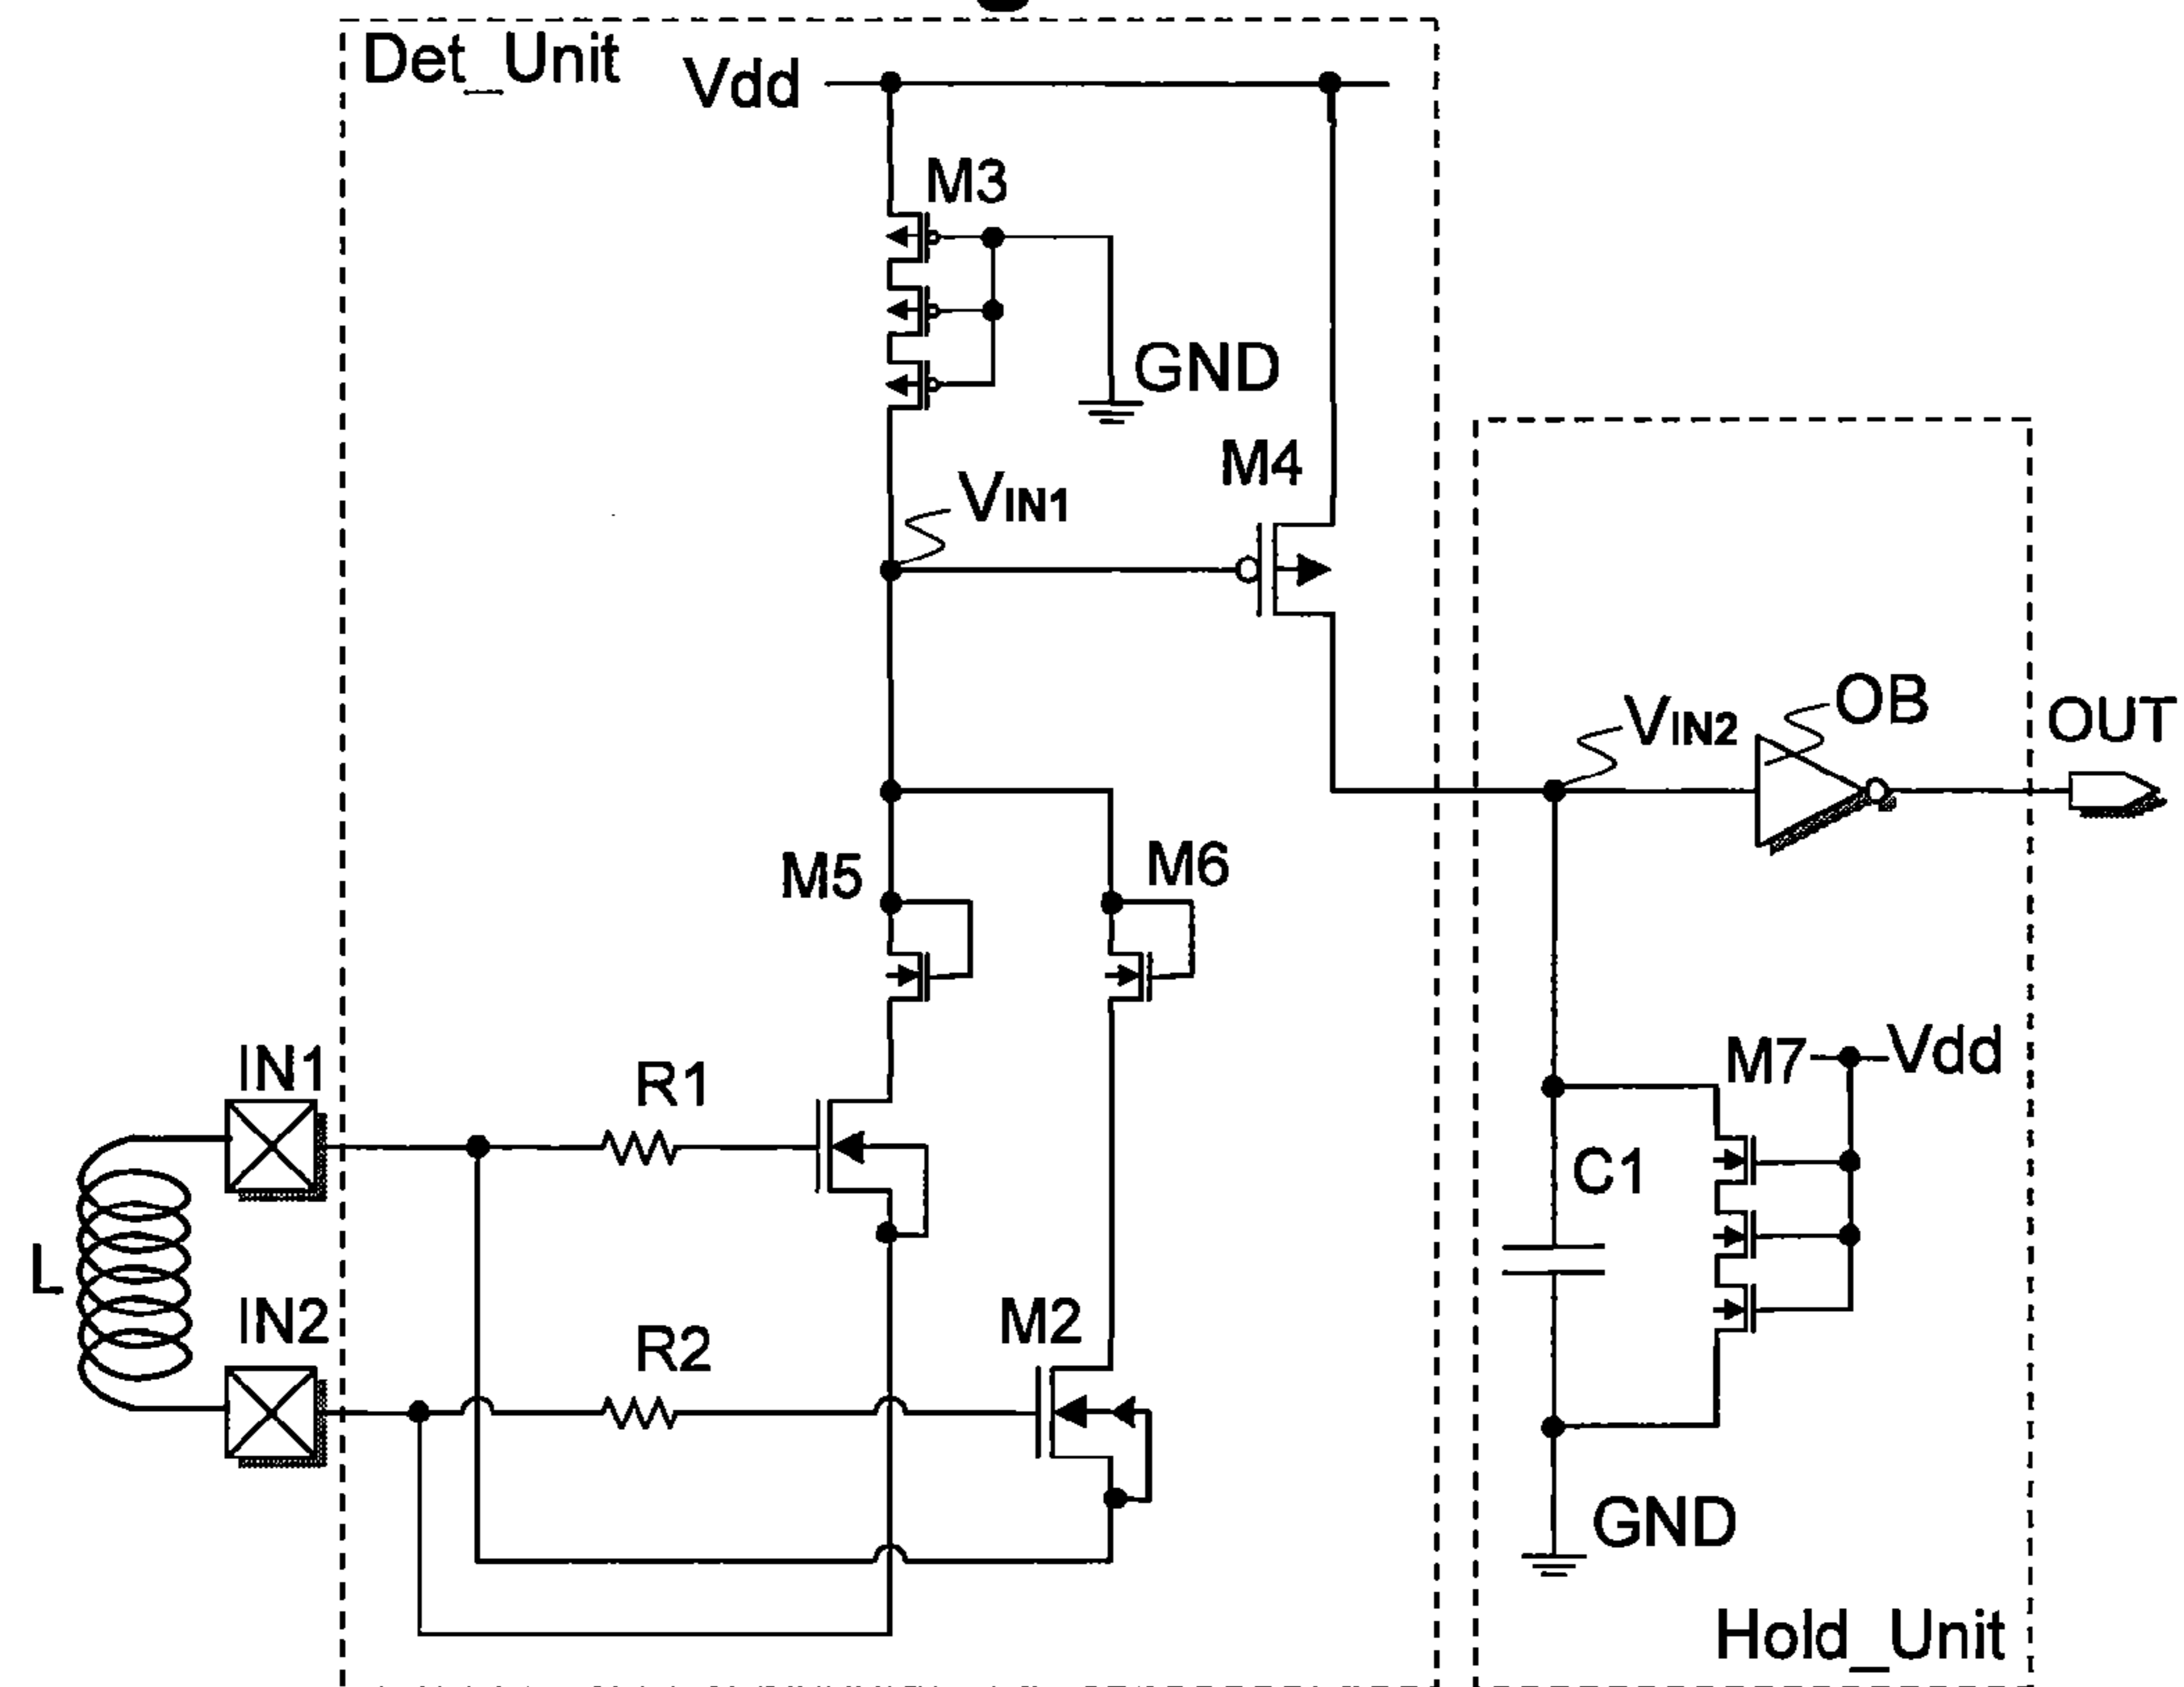 Det_Unit
Vdd
M3
GND
M4
VIN1
VIN2
OB
OUT
M5
M6
IN1
R1
M7
Vdd
C1
L
IN2
R2
M2
GND
Hold_Unit